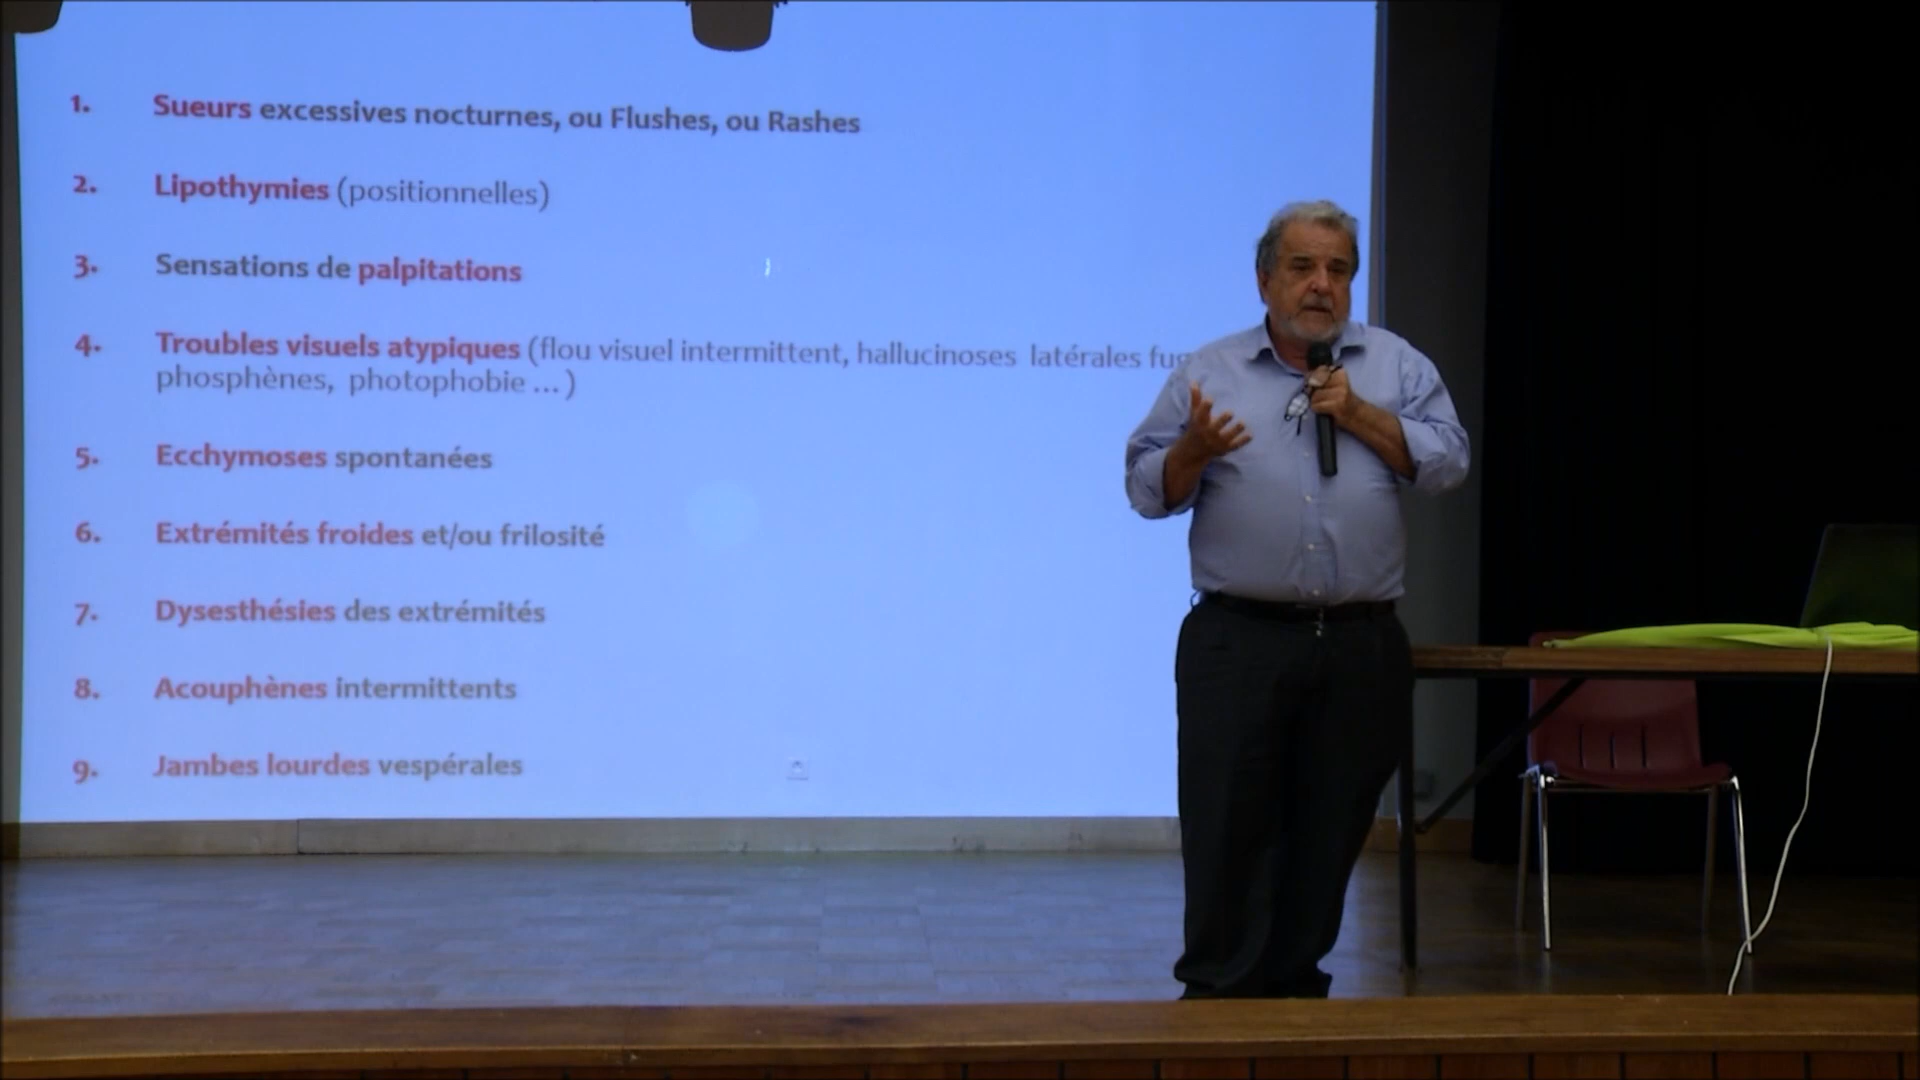 1. Sueurs excessives nocturnes, ou Flushes, ou Rashes
2. Lipothymies (positionnelles)
3. Sensations de palpitations
4. Troubles visuels atypiques (flou visuel intermittent, hallucinoses latérales
phosphènes, photophobie ... )
5. Ecchymoses spontanées
6. Extrémités froides et/ou frilosité
7. Dysesthésies des extrémités
8. Acouphènes intermittents
9. Jambes lourdes vespérales